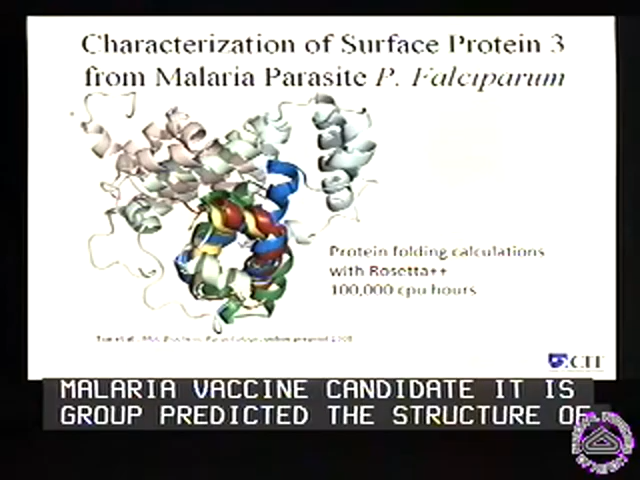 Characterization of Surface Protein 3
from Malaria Parasite P. Falciparum
Protein folding calculations
with Rosetta++
100,000 cpu hours
CIT
MALARIA VACCINE CANDIDATE IT IS
GROUP PREDICTED THE STRUCTURE OF